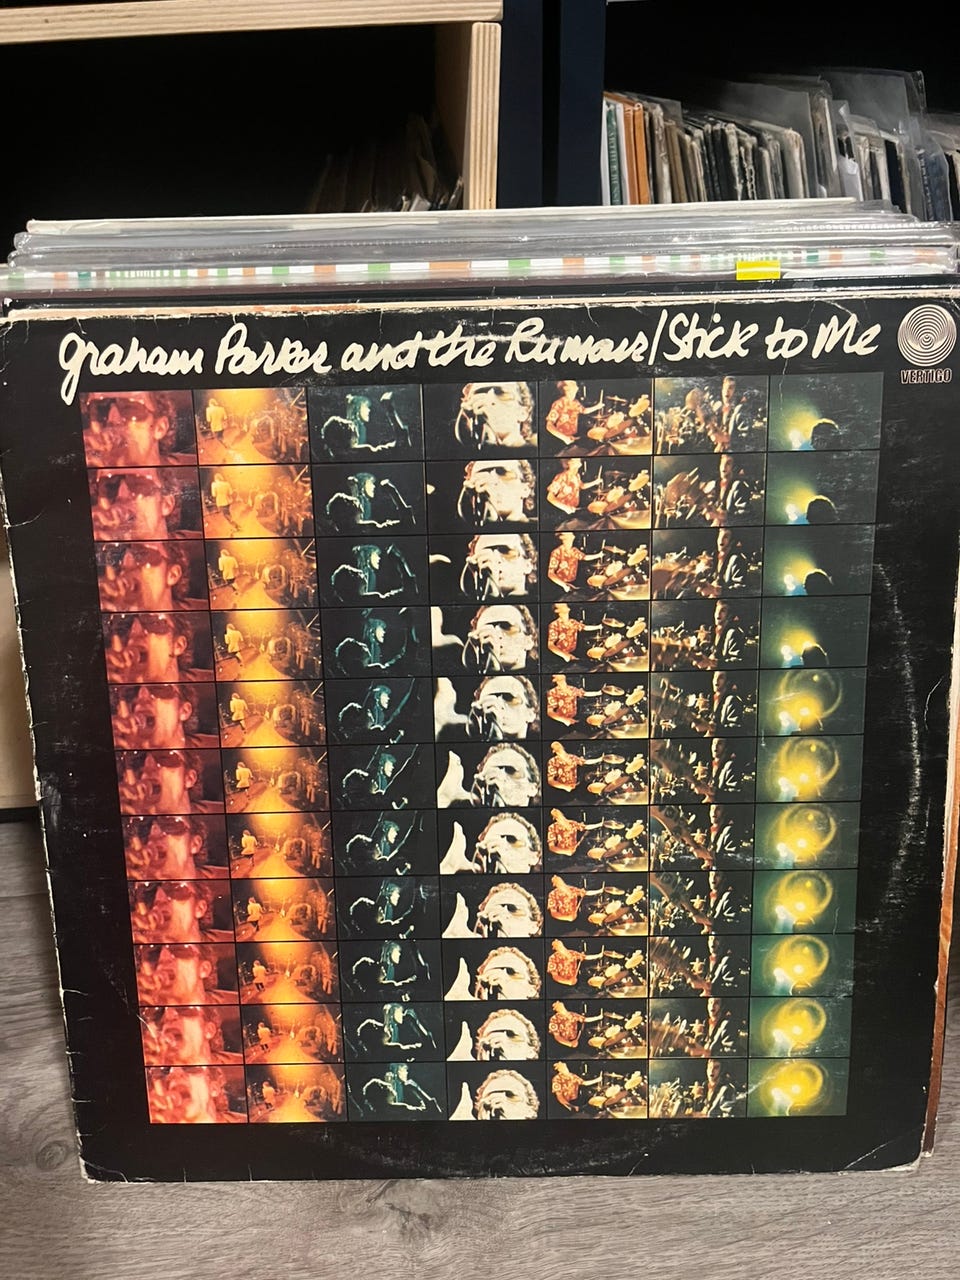 Graham Parker and the Rumour/Stick to Me
VERTIGO